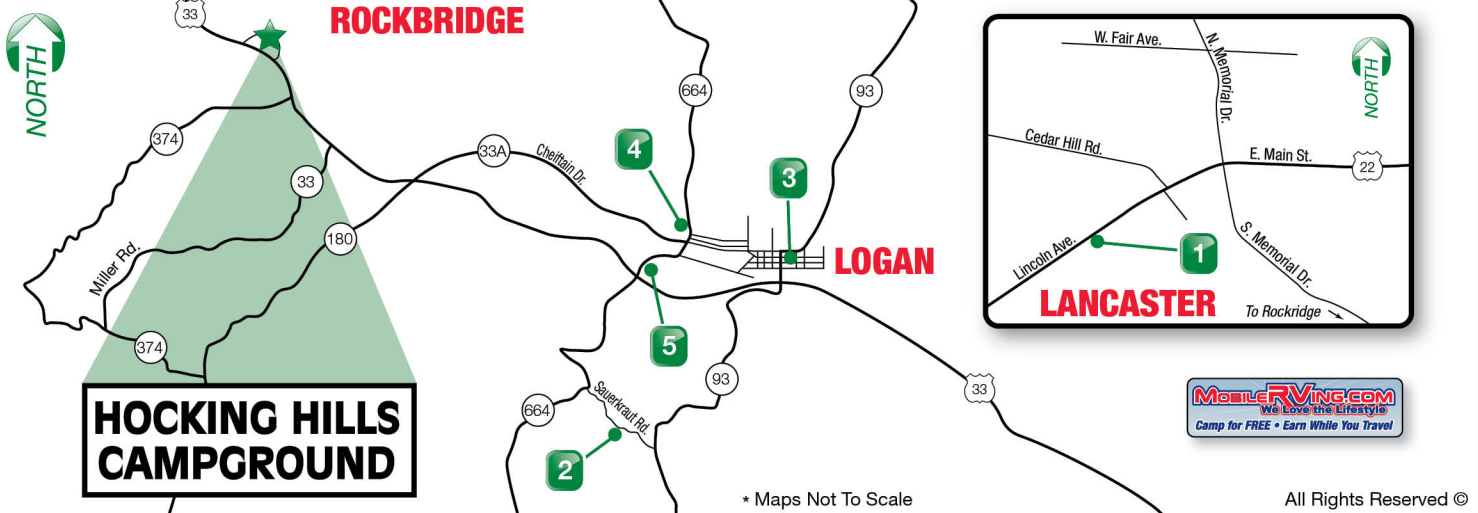 NORTH
33
ROCKBRIDGE
664
93
374
33A
Cheiftain Dr.
4
3
33
180
Miller Rd.
LOGAN
5
374
93
33
664
Sauerkraut Rd.
2
HOCKING HILLS
CAMPGROUND
W. Fair Ave.
N. Memorial Dr.
NORTH
Cedar Hill Rd.
E. Main St.
22
Lincoln Ave.
1
S. Memorial Dr.
LANCASTER
To Rockridge
MOBILERVING.COM
We Love the Lifestyle
Camp for FREE • Earn While You Travel
* Maps Not To Scale
All Rights Reserved ©